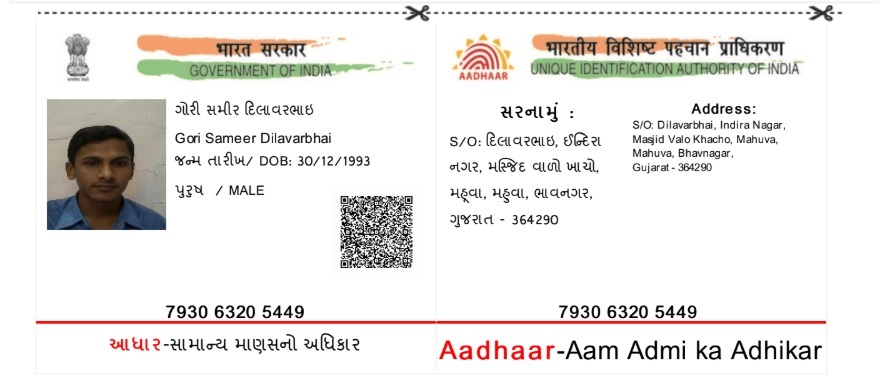 भारत सरकार
GOVERNMENT OF INDIA
ગોરી સમીર દિલાવરભાઇ
Gori Sameer Dilavarbhai
જન્મ તારીખ/ DOB: 30/12/1993
પુરુષ / MALE
7930 6320 5449
આધાર-સામાન્ય માણસનો અધિકાર
AADHAAR
भारतीय विशिष्ट पहचान प्राधिकरण
UNIQUE IDENTIFICATION AUTHORITY OF INDIA
સરનામું :
S/O: દિલાવરભાઇ, ઈન્દિરા
નગર, મસ્જિદ વાળો ખાચો,
મહૂવા, મહુવા, ભાવનગર,
ગુજરાત - 364290
Address:
S/O: Dilavarbhai, Indira Nagar,
Masjid Valo Khacho, Mahuva,
Mahuva, Bhavnagar,
Gujarat - 364290
7930 6320 5449
Aadhaar-Aam Admi ka Adhikar